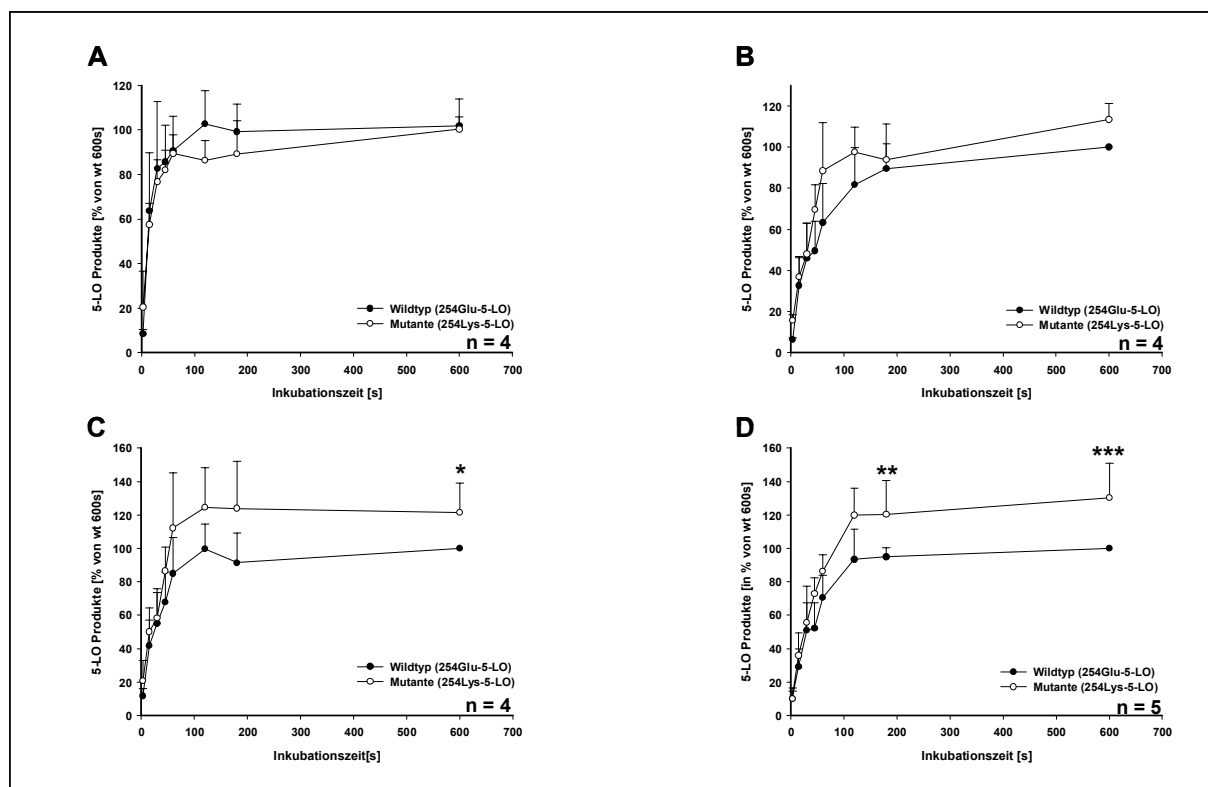 A
5-LO Produkte [% von wt 600s]
120
100
80
60
40
20
0
Wildtyp (254Glu-5-LO)
Mutante (254Lys-5-LO)
n = 4
0 100 200 300 400 500 600 700
Inkubationszeit [s]
B
5-LO Produkte [% von wt 600s]
120
100
80
60
40
20
0
Wildtyp (254Glu-5-LO)
Mutante (254Lys-5-LO)
n = 4
0 100 200 300 400 500 600 700
Inkubationszeit [s]
C
5-LO Produkte [% von wt 600s]
160
140
120
100
80
60
40
20
0
*
Wildtyp (254Glu-5-LO)
Mutante (254Lys-5-LO)
n = 4
0 100 200 300 400 500 600 700
Inkubationszeit[s]
D
5-LO Produkte [in % von wt 600s]
160
140
120
100
80
60
40
20
0
** ***
Wildtyp (254Glu-5-LO)
Mutante (254Lys-5-LO)
n = 5
0 100 200 300 400 500 600 700
Inkubationszeit [s]